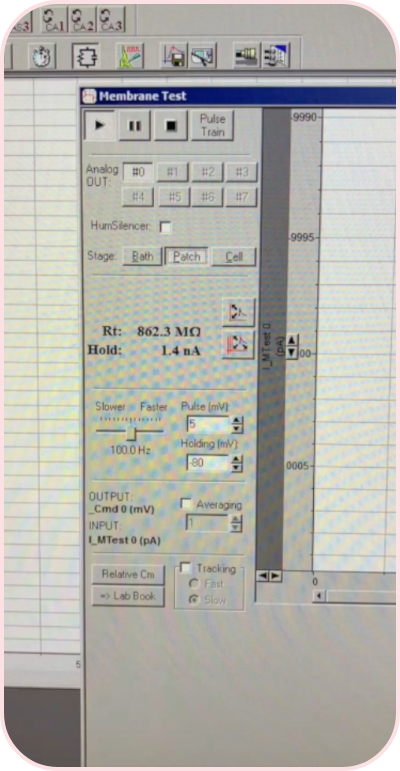 CA1 CA2 CA3
Membrane Test
Pulse
Train
Analog
OUT:
#0 #1 #2 #3
#4 #5 #6 #7
HumSilencer:
Stage: Bath Patch Cell
Rt: 862.3 MΩ
Hold: 1.4 nA
Slower Faster
100.0 Hz
Pulse (mV):
5
Holding (mV):
-80
OUTPUT:
_Cmd 0 (mV)
INPUT:
I_MTest 0 (pA)
Averaging
1
Relative Cm
=> Lab Book
Tracking
Fast
Slow
-9990
-9995
I_MTest 0
(pA)
00
0005
0
5